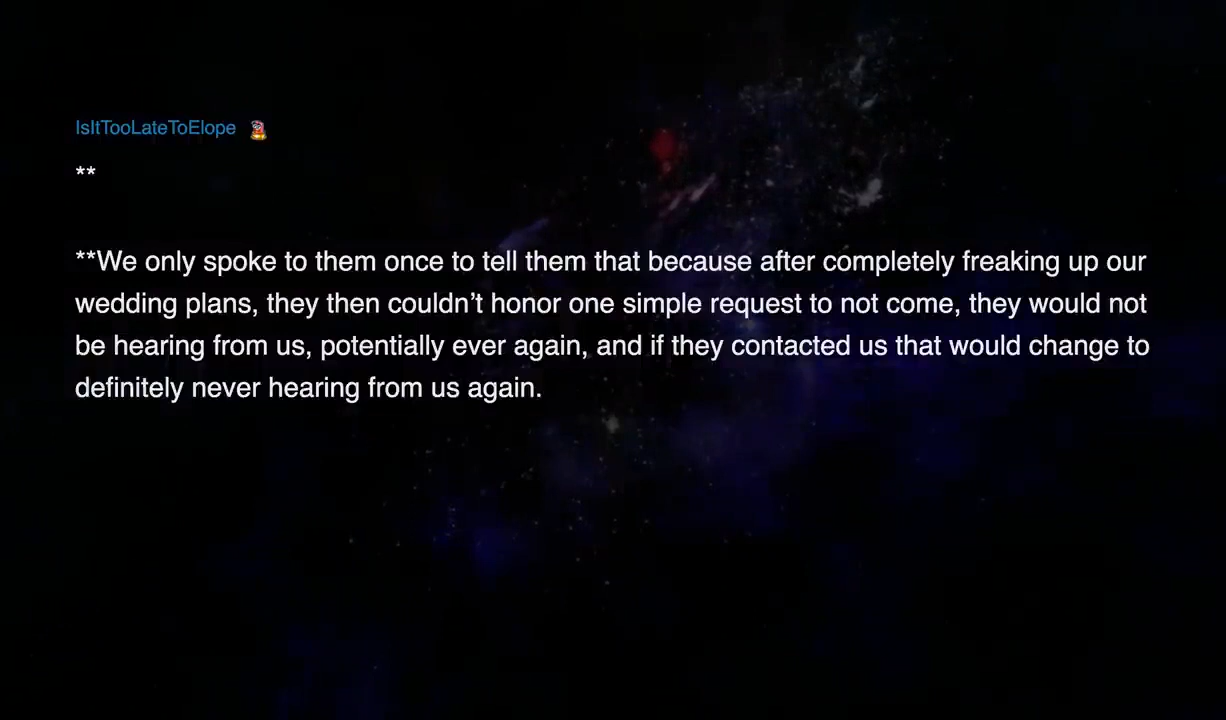 IsItTooLateToElope
**
**We only spoke to them once to tell them that because after completely freaking up our
wedding plans, they then couldn’t honor one simple request to not come, they would not
be hearing from us, potentially ever again, and if they contacted us that would change to
definitely never hearing from us again.